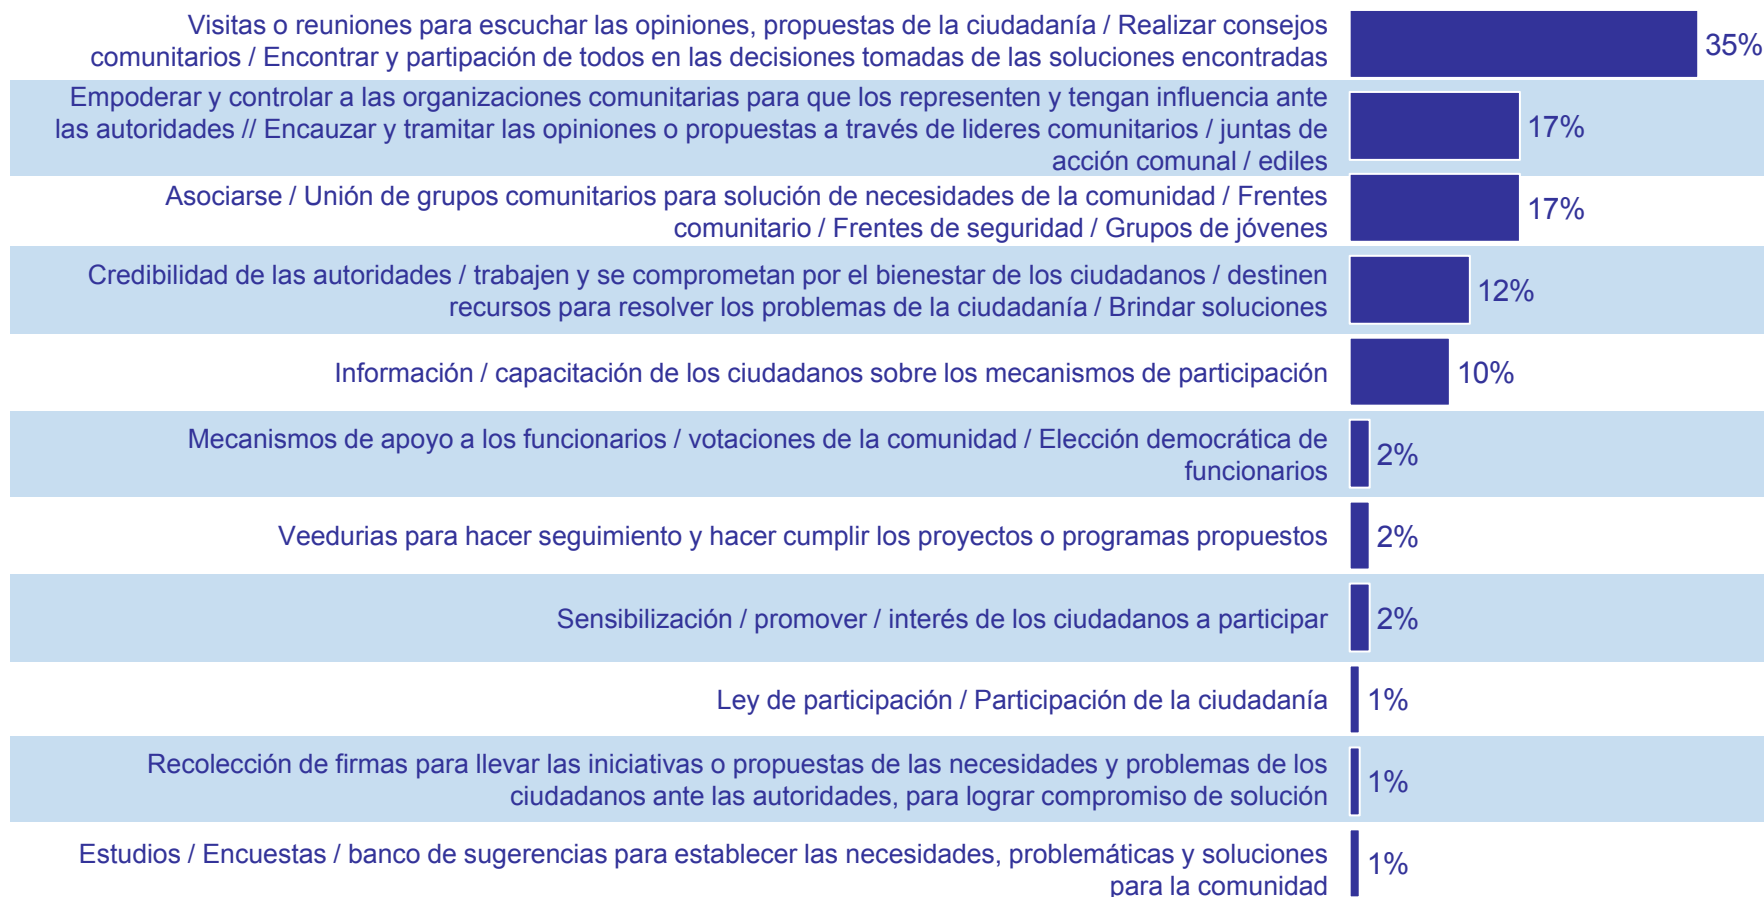 Visitas o reuniones para escuchar las opiniones, propuestas de la ciudadanía / Realizar consejos
comunitarios / Encontrar y partipación de todos en las decisiones tomadas de las soluciones encontradas
35%
Empoderar y controlar a las organizaciones comunitarias para que los representen y tengan influencia ante
las autoridades // Encauzar y tramitar las opiniones o propuestas a través de lideres comunitarios / juntas de
acción comunal / ediles
17%
Asociarse / Unión de grupos comunitarios para solución de necesidades de la comunidad / Frentes
comunitario / Frentes de seguridad / Grupos de jóvenes
17%
Credibilidad de las autoridades / trabajen y se comprometan por el bienestar de los ciudadanos / destinen
recursos para resolver los problemas de la ciudadanía / Brindar soluciones
12%
Información / capacitación de los ciudadanos sobre los mecanismos de participación
10%
Mecanismos de apoyo a los funcionarios / votaciones de la comunidad / Elección democrática de
funcionarios
2%
Veedurias para hacer seguimiento y hacer cumplir los proyectos o programas propuestos
2%
Sensibilización / promover / interés de los ciudadanos a participar
2%
Ley de participación / Participación de la ciudadanía
1%
Recolección de firmas para llevar las iniciativas o propuestas de las necesidades y problemas de los
ciudadanos ante las autoridades, para lograr compromiso de solución
1%
Estudios / Encuestas / banco de sugerencias para establecer las necesidades, problemáticas y soluciones
para la comunidad
1%